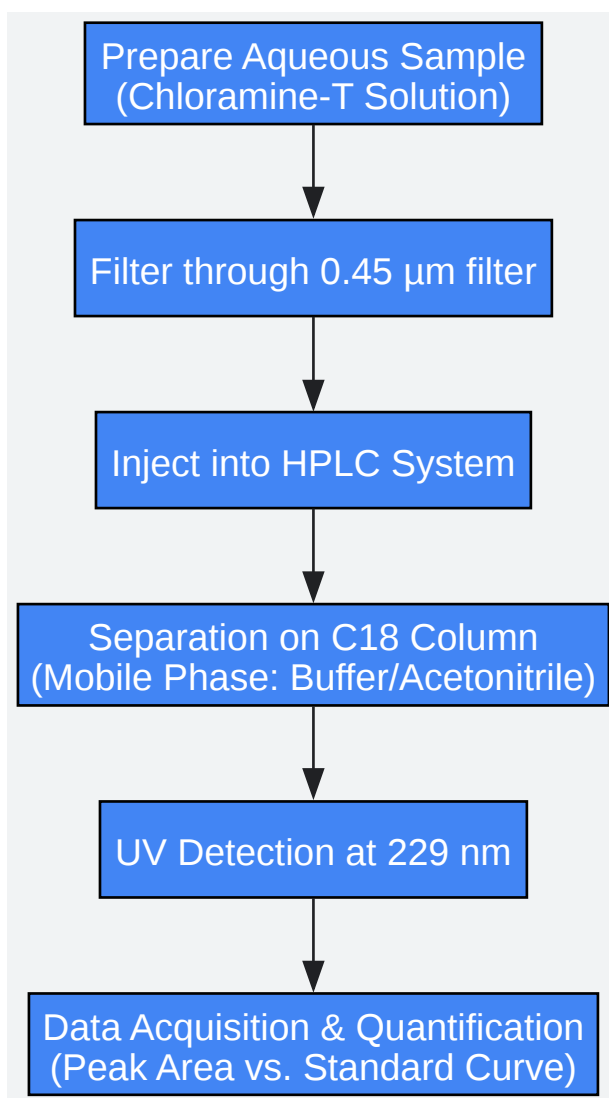 Prepare Aqueous Sample
(Chloramine-T Solution)
Filter through 0.45 µm filter
Inject into HPLC System
Separation on C18 Column
(Mobile Phase: Buffer/Acetonitrile)
UV Detection at 229 nm
Data Acquisition & Quantification
(Peak Area vs. Standard Curve)